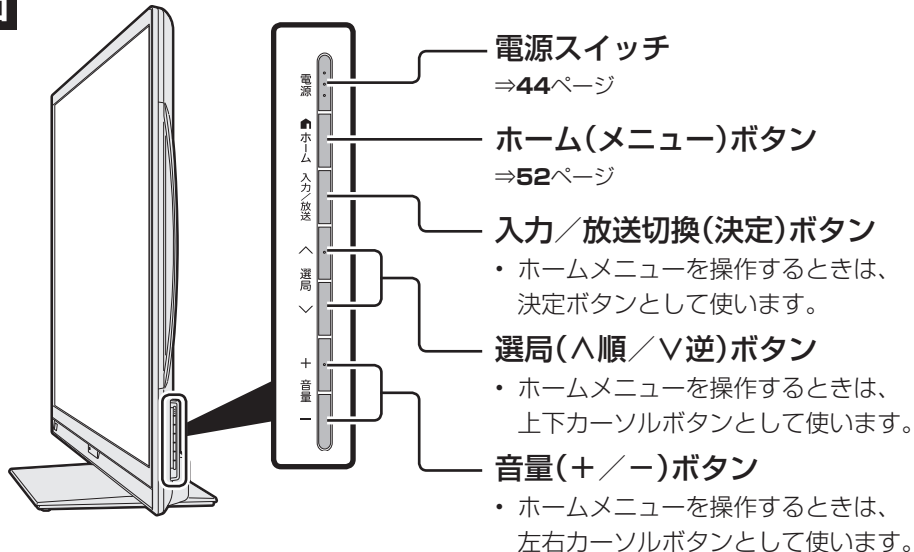 電源スイッチ
⇒44ページ
ホーム(メニュー)ボタン
⇒52ページ
入力／放送切換(決定)ボタン
・ ホームメニューを操作するときは、
決定ボタンとして使います。
選局(∧順／∨逆)ボタン
・ ホームメニューを操作するときは、
上下カーソルボタンとして使います。
音量(＋／－)ボタン
・ ホームメニューを操作するときは、
左右カーソルボタンとして使います。
電源
ホーム
入力／放送
∧
選局
∨
＋
音量
－